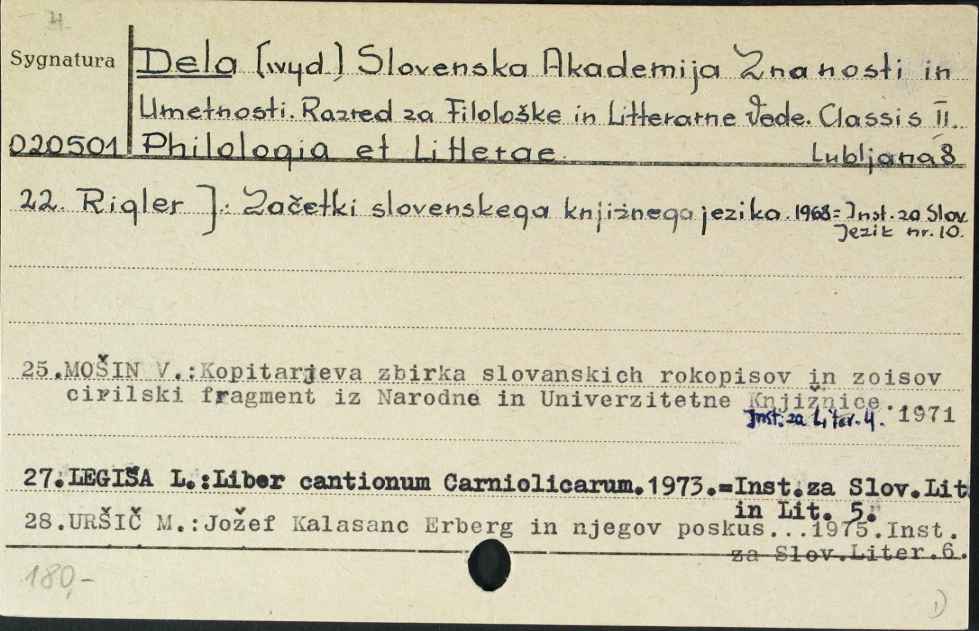 H.
Sygnatura
Dela (wyd) Slovenska Akademija Znanosti in
Umetnosti. Razred za Filološke in Litterarne Vede. Classis II.
020501 Philologia et Litterae. Lubljana 8
22. Rigler J.: Začetki slovenskega knjižnega jezika. 1968 = Inst. za Slov.
Jezik nr. 10.
25.MOŠIN V.:Kopitarjeva zbirka slovanskich rokopisov in zoisov
cirilski fragment iz Narodne in Univerzitetne Knjižnice...
Inst. za Liter. 4. 1971
27.LEGIŠA L.:Liber cantionum Carniolicarum.1973.=Inst.za Slov.Lit
in Lit. 5.
28.URŠIČ M.:Jožef Kalasanc Erberg in njegov poskus...1975.Inst.
za Slov.Liter.6.
180,-
1)